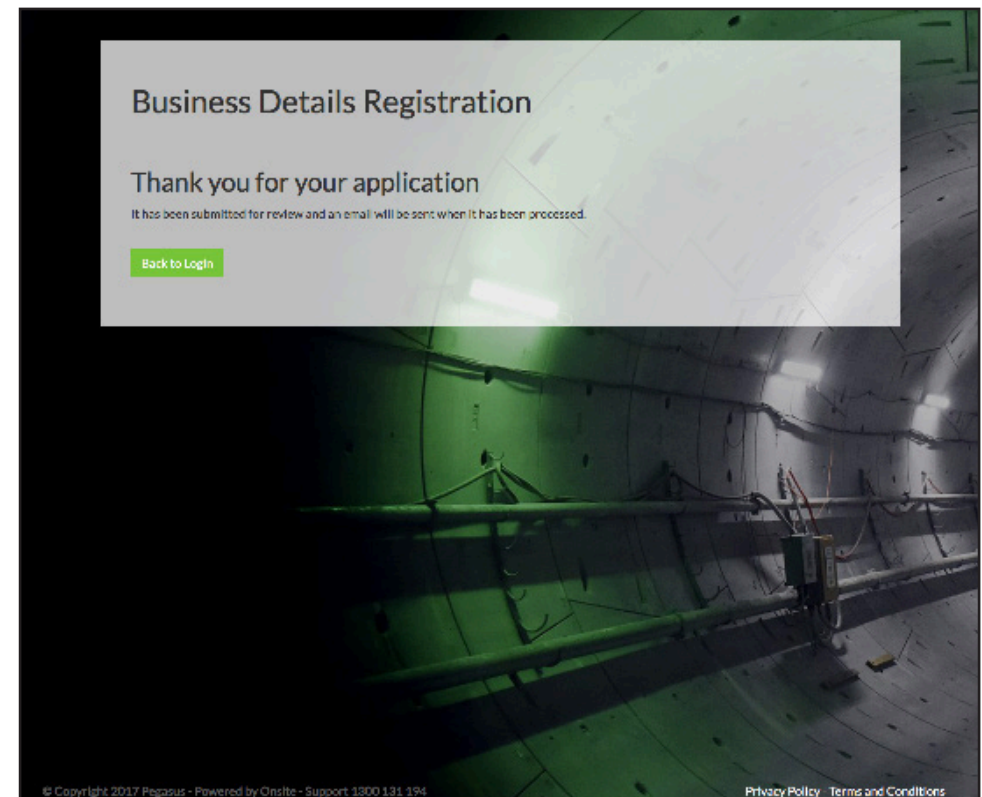 Business Details Registration
Thank you for your application
It has been submitted for review and an email will be sent when it has been processed.
Back to Login
© Copyright 2017 Pegasus - Powered by Onsite - Support 1300 131 194
Privacy Policy - Terms and Conditions